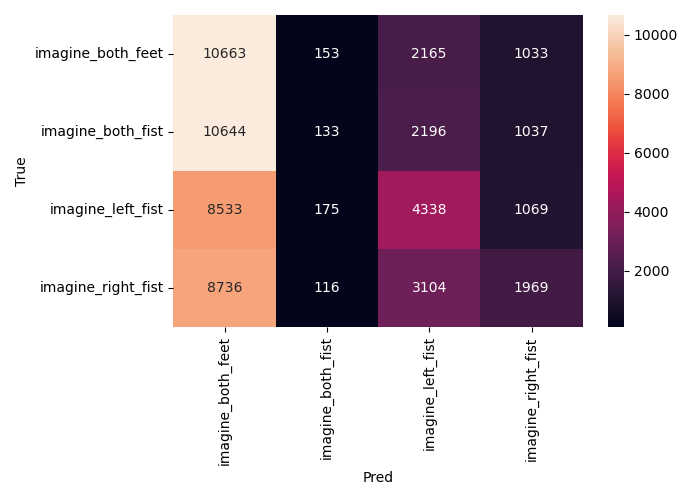 imagine_both_feet 10663 153 2165 1033
imagine_both_fist 10644 133 2196 1037
imagine_left_fist 8533 175 4338 1069
imagine_right_fist 8736 116 3104 1969
True
imagine_both_feet
imagine_both_fist
imagine_left_fist
imagine_right_fist
Pred
10000
8000
6000
4000
2000